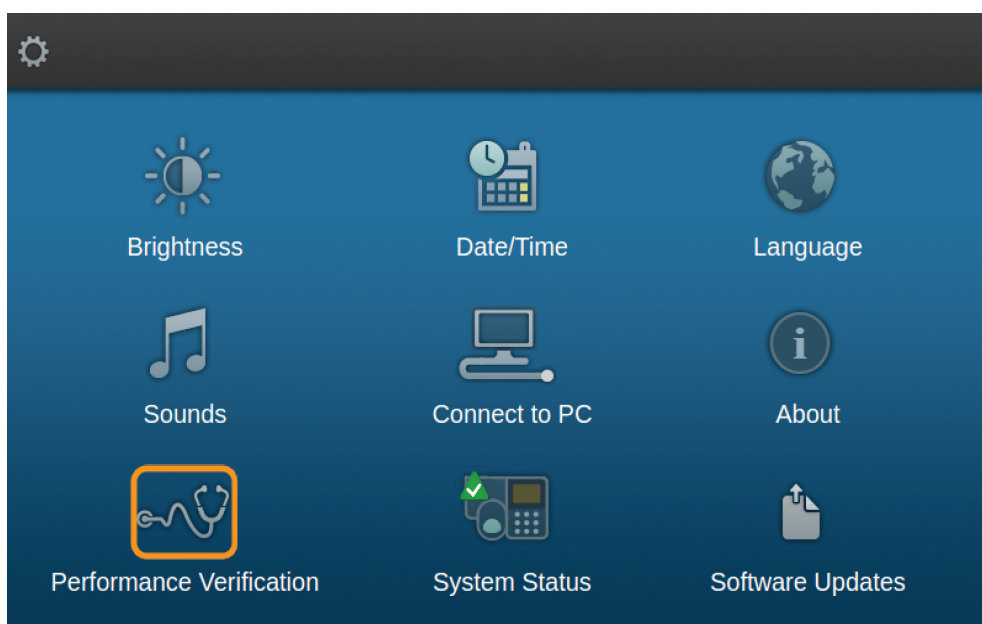 Brightness
Date/Time
Language
Sounds
Connect to PC
i
About
Performance Verification
System Status
Software Updates